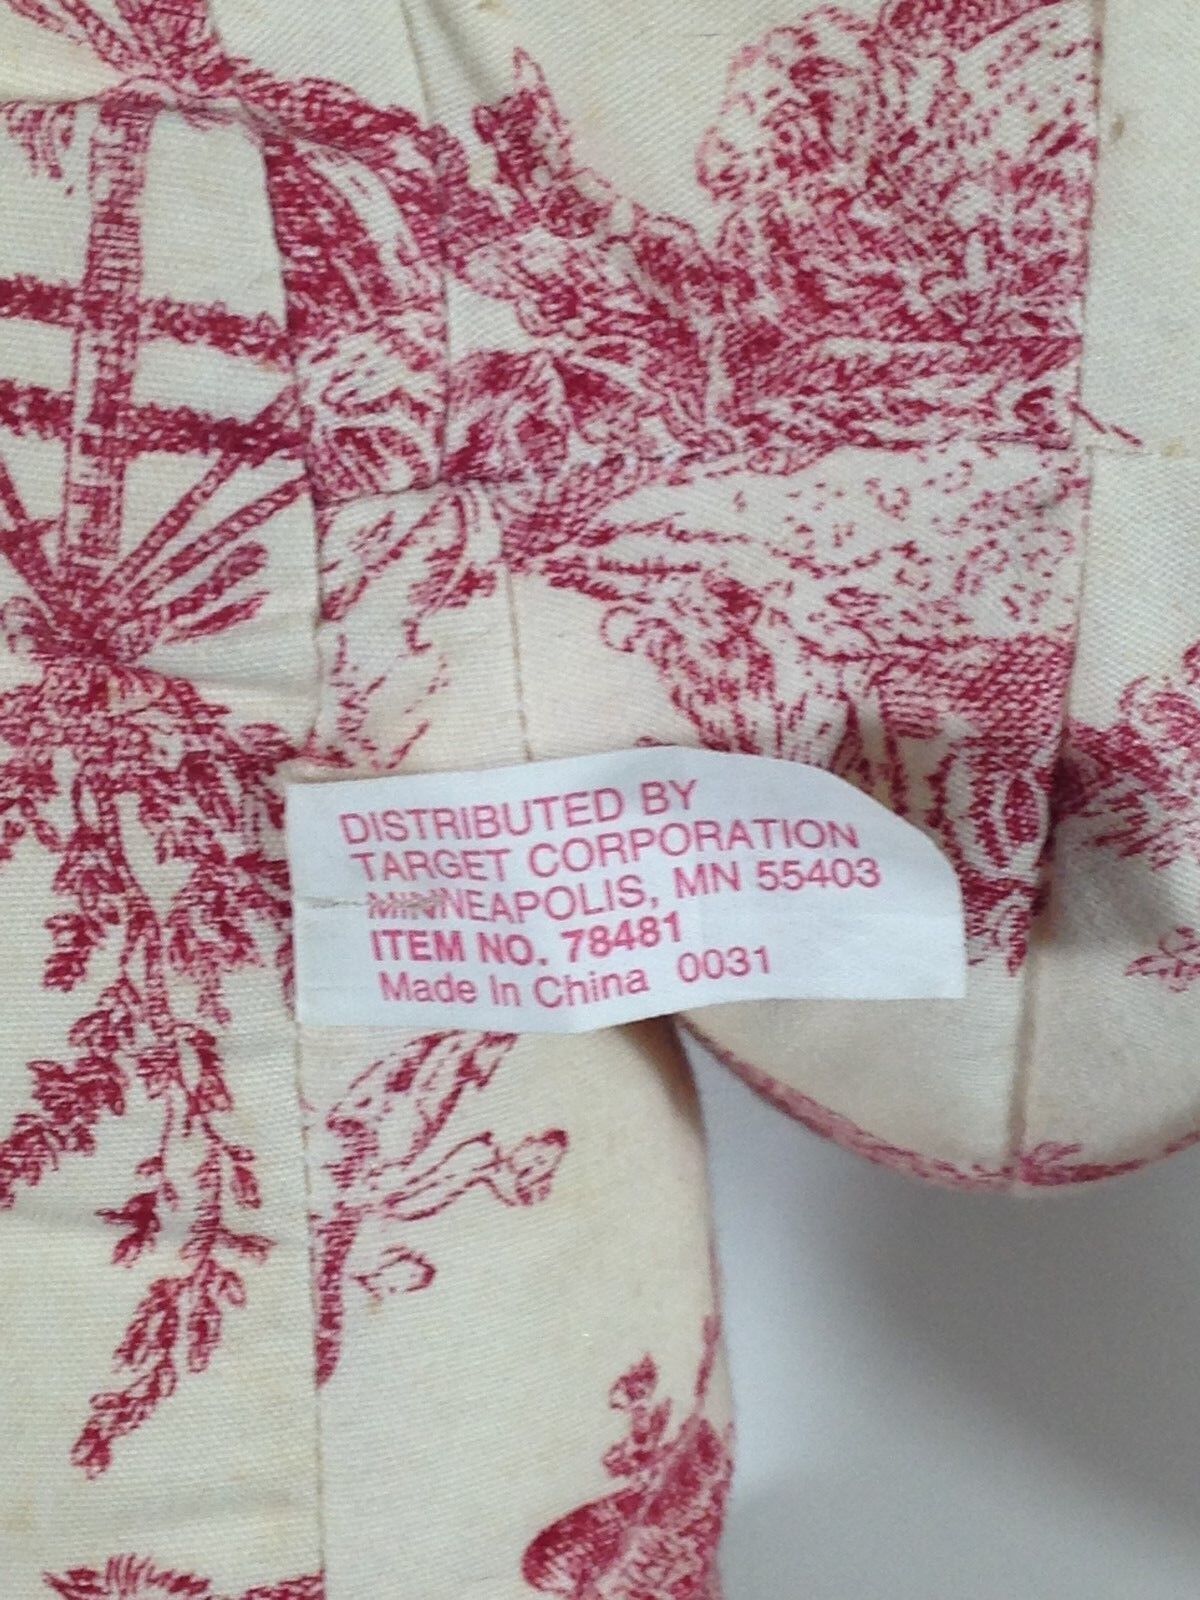 DISTRIBUTED BY
TARGET CORPORATION
MINNEAPOLIS, MN 55403
ITEM NO. 78481
Made In China 0031